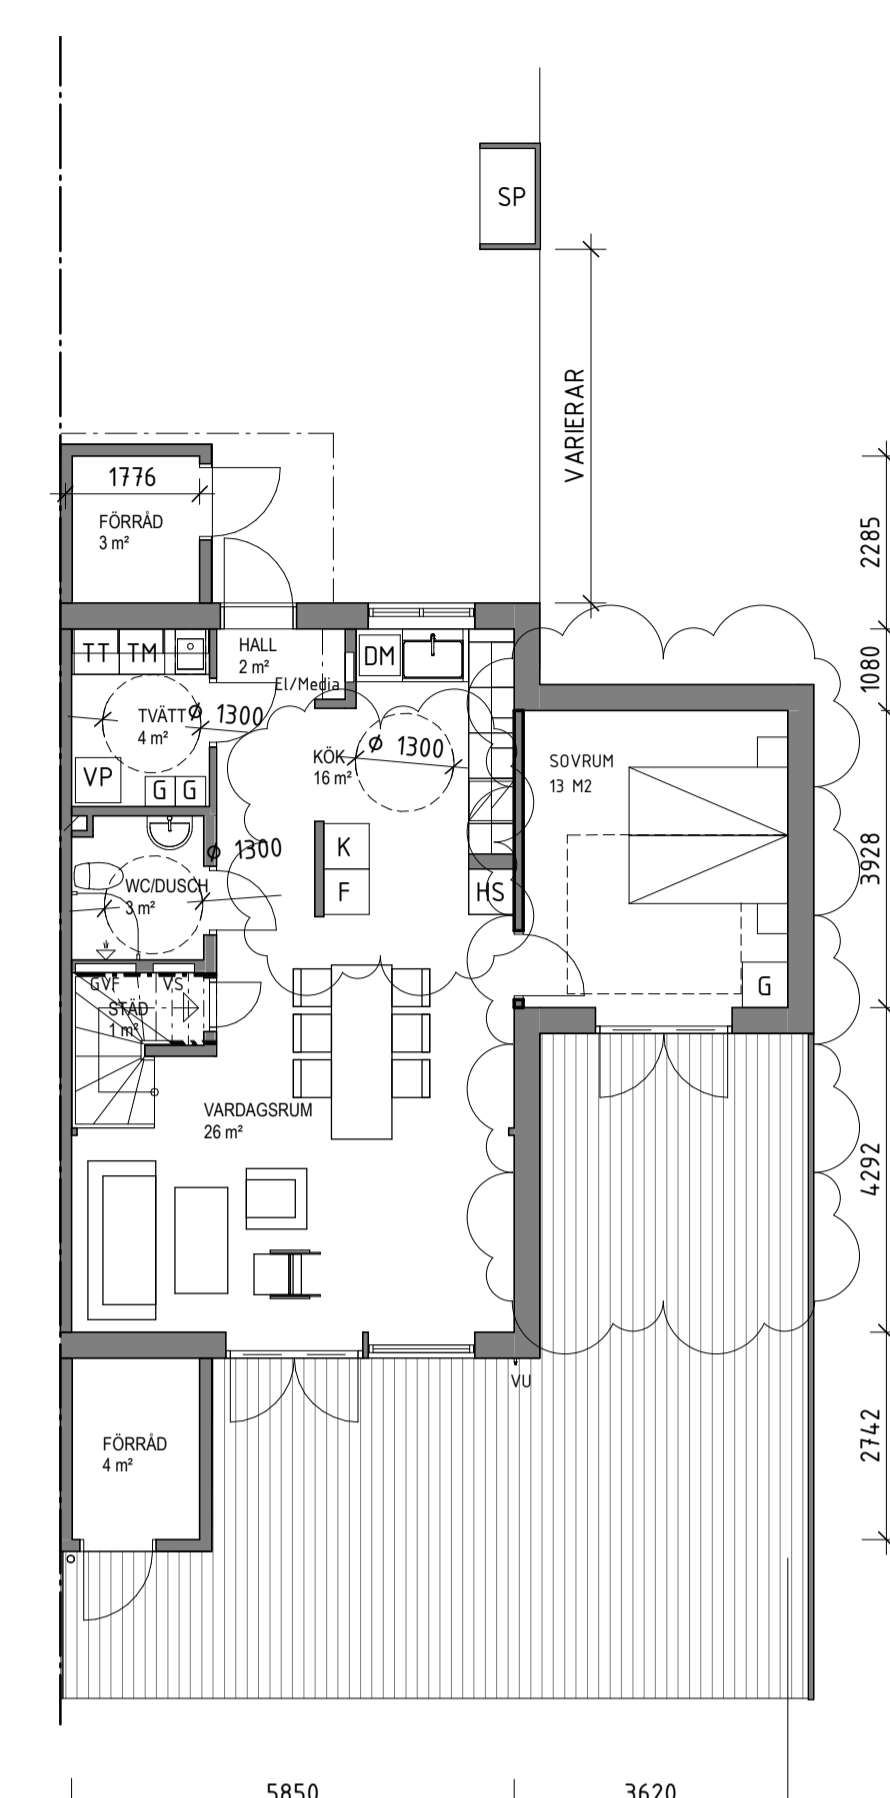 SP
VARIERAR
1776
FÖRRÅD
3 m²
2285
TT
TM
HALL
2 m²
El/Media
DM
1080
TVÄTT
4 m²
ø 1300
KÖK
16 m²
ø 1300
SOVRUM
13 M2
VP
G
G
K
F
HS
3928
ø 1300
WC/DUSCH
3 m²
GVF
VS
STÄD
1 m²
G
VARDAGSRUM
26 m²
4292
VU
FÖRRÅD
4 m²
2742
5850
3620